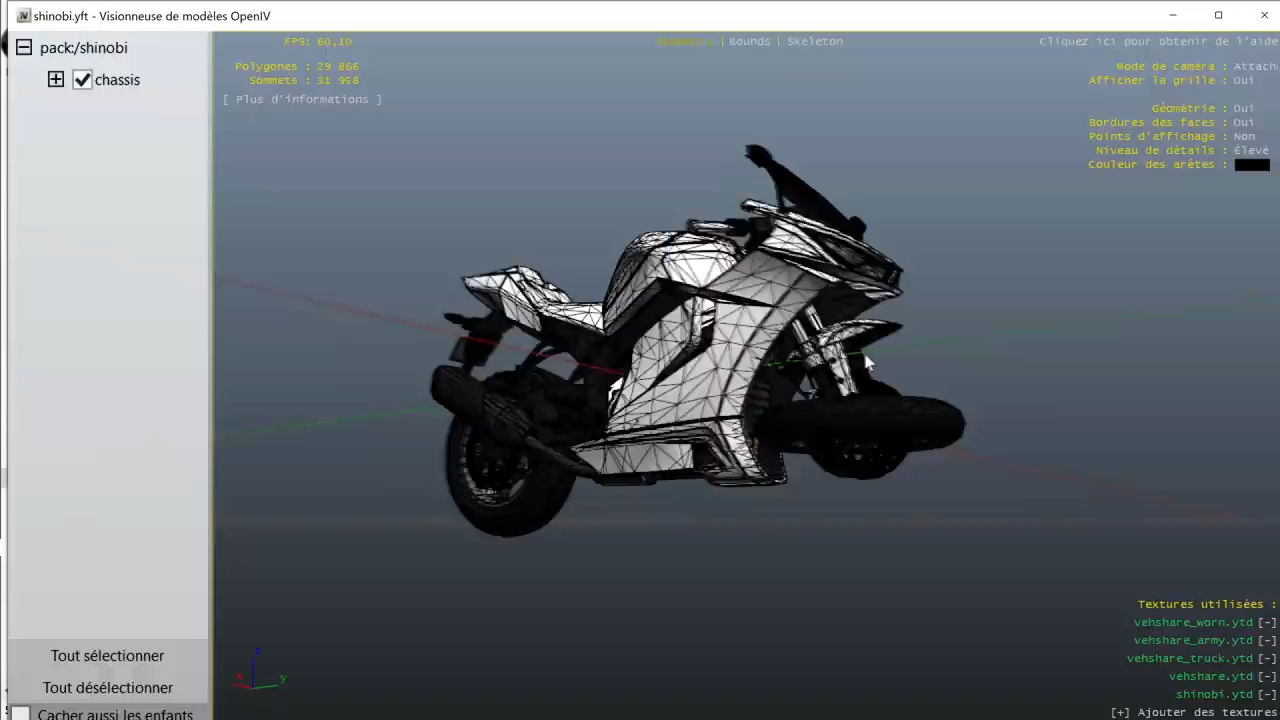 shinobi.yft - Visionneuse de modèles OpenIV
pack:/shinobi
chassis
FPS: 60,10
| Bounds | Skeleton
Cliquez ici pour obtenir de l'aide
Polygones : 29 866
Sommets : 31 958
[ Plus d'informations ]
Mode de caméra : Attach
Afficher la grille : Oui
Géométrie : Oui
Bordures des faces : Oui
Points d'affichage : Non
Niveau de détails : Élevé
Couleur des arêtes :
z
x
y
Textures utilisées :
vehshare_worn.ytd [-]
vehshare_army.ytd [-]
vehshare_truck.ytd [-]
vehshare.ytd [-]
shinobi.ytd [-]
[+] Ajouter des textures
Tout sélectionner
Tout désélectionner
Cacher aussi les enfants